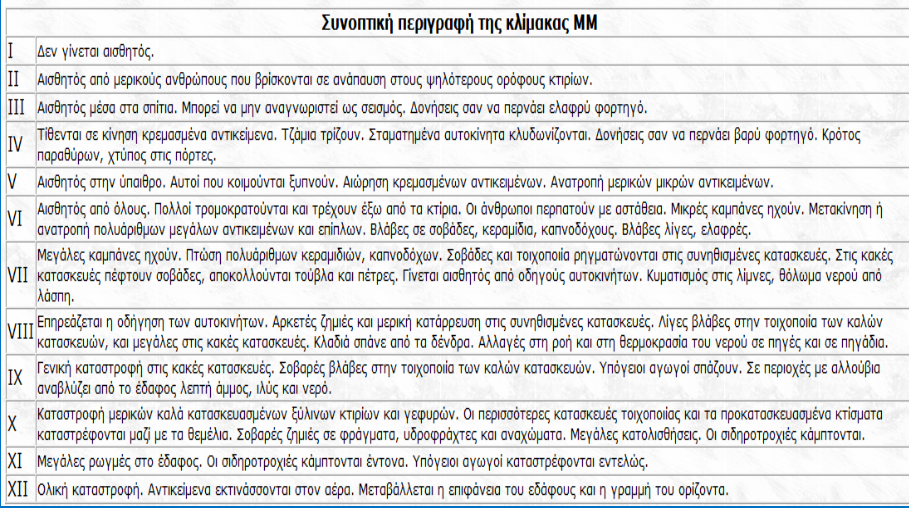 Συνοπτική περιγραφή της κλίμακας ΜΜ
I Δεν γίνεται αισθητός.
II Αισθητός από μερικούς ανθρώπους που βρίσκονται σε ανάπαυση στους ψηλότερους ορόφους κτιρίων.
III Αισθητός μέσα στα σπίτια. Μπορεί να μην αναγνωριστεί ως σεισμός. Δονήσεις σαν να περνάει ελαφρύ φορτηγό.
IV Τίθενται σε κίνηση κρεμασμένα αντικείμενα. Τζάμια τρίζουν. Σταματημένα αυτοκίνητα κλυδωνίζονται. Δονήσεις σαν να περνάει βαρύ φορτηγό. Κρότος
παραθύρων, χτύπος στις πόρτες.
V Αισθητός στην ύπαιθρο. Αυτοί που κοιμούνται ξυπνούν. Αιώρηση κρεμασμένων αντικειμένων. Ανατροπή μερικών μικρών αντικειμένων.
VI Αισθητός από όλους. Πολλοί τρομοκρατούνται και τρέχουν έξω από τα κτίρια. Οι άνθρωποι περπατούν με αστάθεια. Μικρές καμπάνες ηχούν. Μετακίνηση ή
ανατροπή πολυάριθμων μεγάλων αντικειμένων και επίπλων. Βλάβες σε σοβάδες, κεραμίδια, καπνοδόχους. Βλάβες λίγες, ελαφρές.
VII Μεγάλες καμπάνες ηχούν. Πτώση πολυάριθμων κεραμιδιών, καπνοδόχων. Σοβάδες και τοιχοποιία ρηγματώνονται στις συνηθισμένες κατασκευές. Στις κακές
κατασκευές πέφτουν σοβάδες, αποκολλούνται τούβλα και πέτρες. Γίνεται αισθητός από οδηγούς αυτοκινήτων. Κυματισμός στις λίμνες, θόλωμα νερού από
λάσπη.
VIII Επηρεάζεται η οδήγηση των αυτοκινήτων. Αρκετές ζημιές και μερική κατάρρευση στις συνηθισμένες κατασκευές. Λίγες βλάβες στην τοιχοποιία των καλών
κατασκευών, και μεγάλες στις κακές κατασκευές. Κλαδιά σπάνε από τα δένδρα. Αλλαγές στη ροή και στη θερμοκρασία του νερού σε πηγές και σε πηγάδια.
IX Γενική καταστροφή στις κακές κατασκευές. Σοβαρές βλάβες στην τοιχοποιία των καλών κατασκευών. Υπόγειοι αγωγοί σπάζουν. Σε περιοχές με αλλούβια
αναβλύζει από το έδαφος λεπτή άμμος, ιλύς και νερό.
X Καταστροφή μερικών καλά κατασκευασμένων ξύλινων κτιρίων και γεφυρών. Οι περισσότερες κατασκευές τοιχοποιίας και τα προκατασκευασμένα κτίσματα
καταστρέφονται μαζί με τα θεμέλια. Σοβαρές ζημιές σε φράγματα, υδροφράχτες και αναχώματα. Μεγάλες κατολισθήσεις. Οι σιδηροτροχιές κάμπτονται.
XI Μεγάλες ρωγμές στο έδαφος. Οι σιδηροτροχιές κάμπτονται έντονα. Υπόγειοι αγωγοί καταστρέφονται εντελώς.
XII Ολική καταστροφή. Αντικείμενα εκτινάσσονται στον αέρα. Μεταβάλλεται η επιφάνεια του εδάφους και η γραμμή του ορίζοντα.